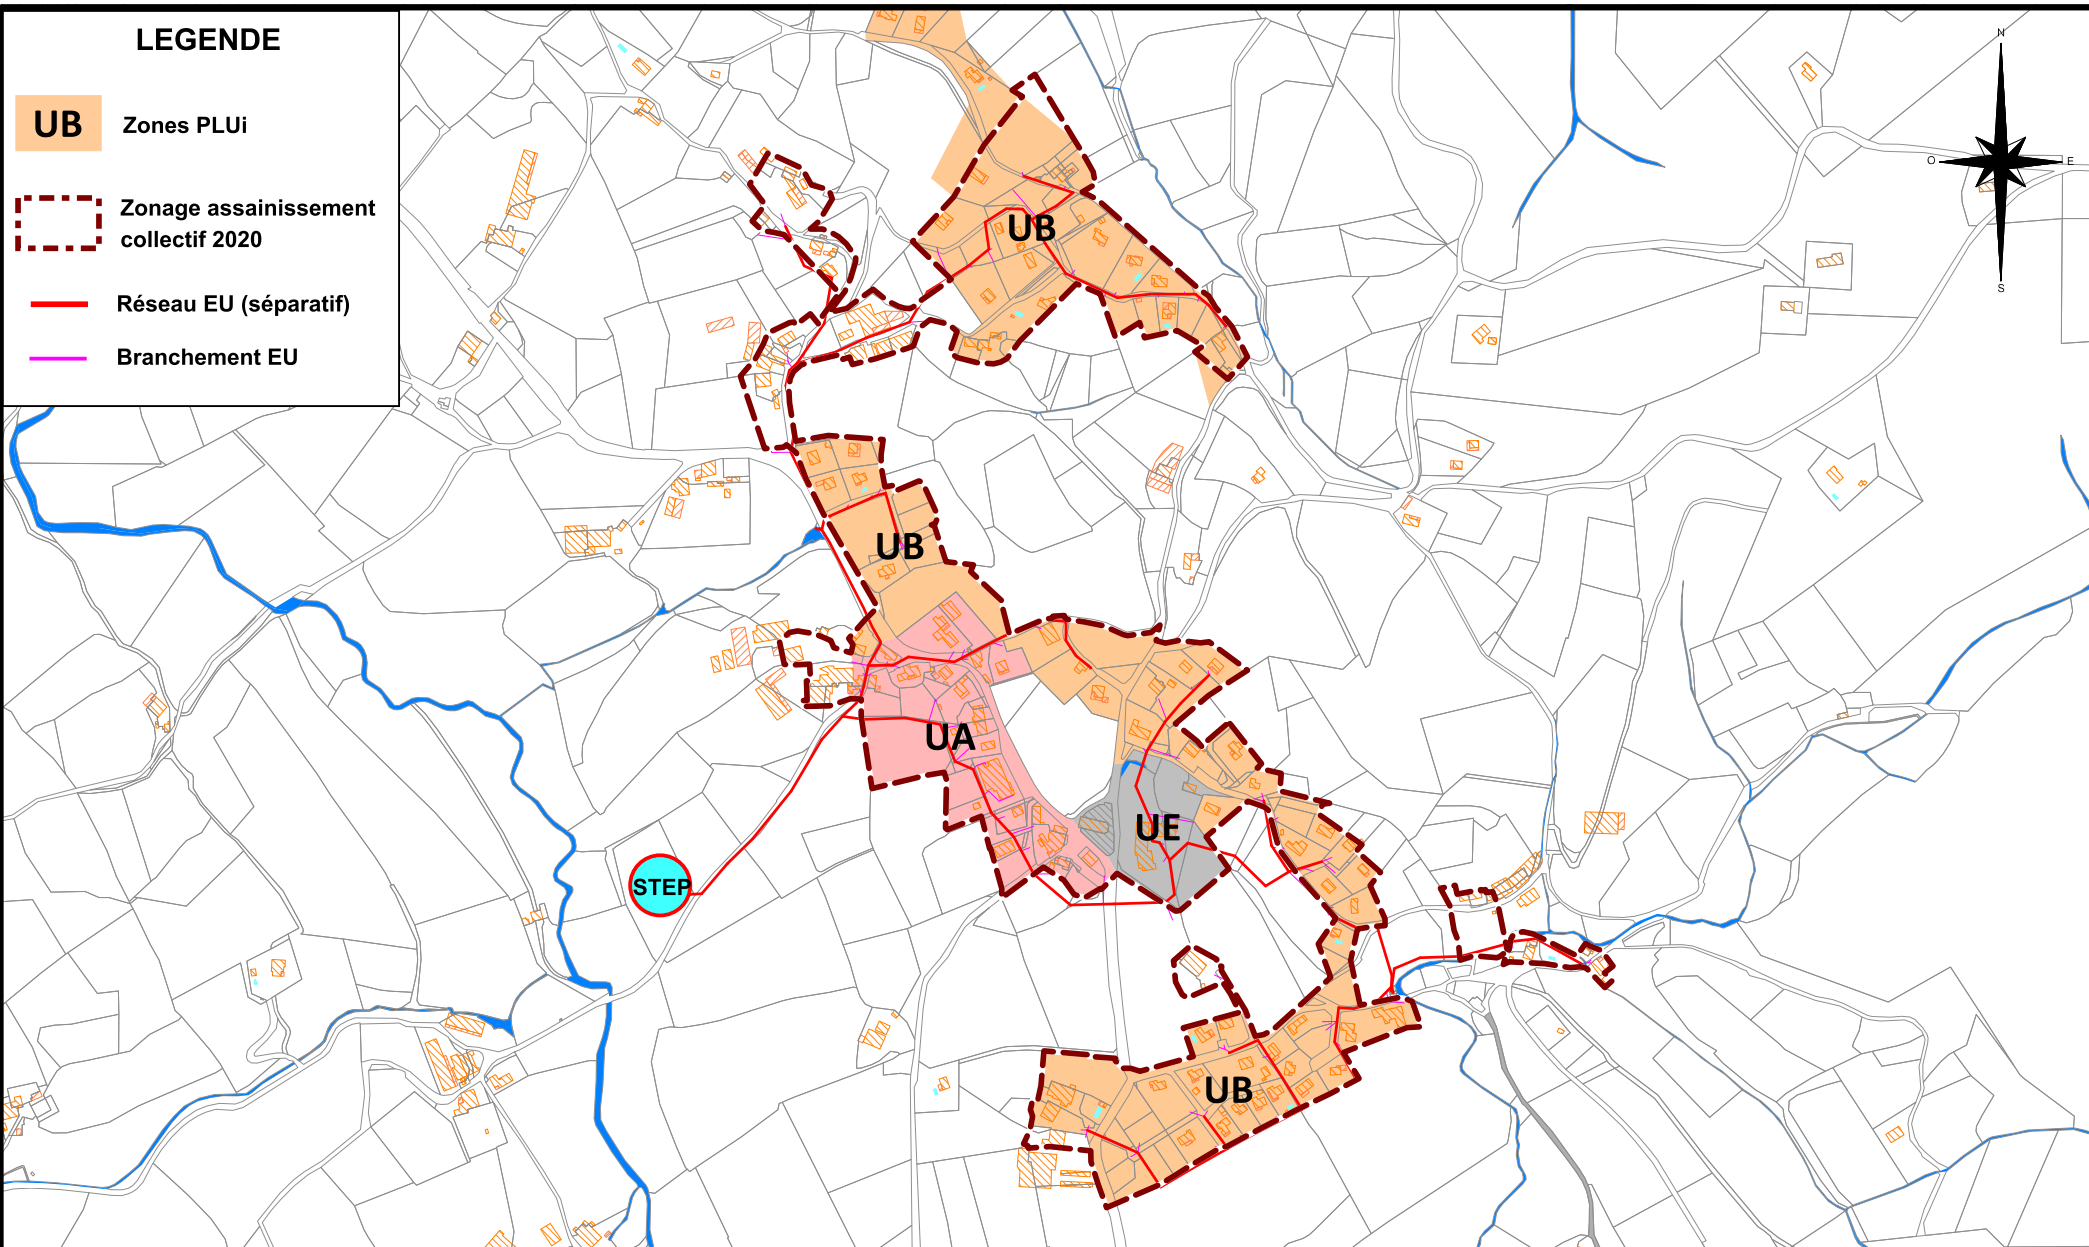 LEGENDE
UB Zones PLUi
Zonage assainissement
collectif 2020
Réseau EU (séparatif)
Branchement EU
N
O E
S
UB
UB
UA
UE
STEP
UB